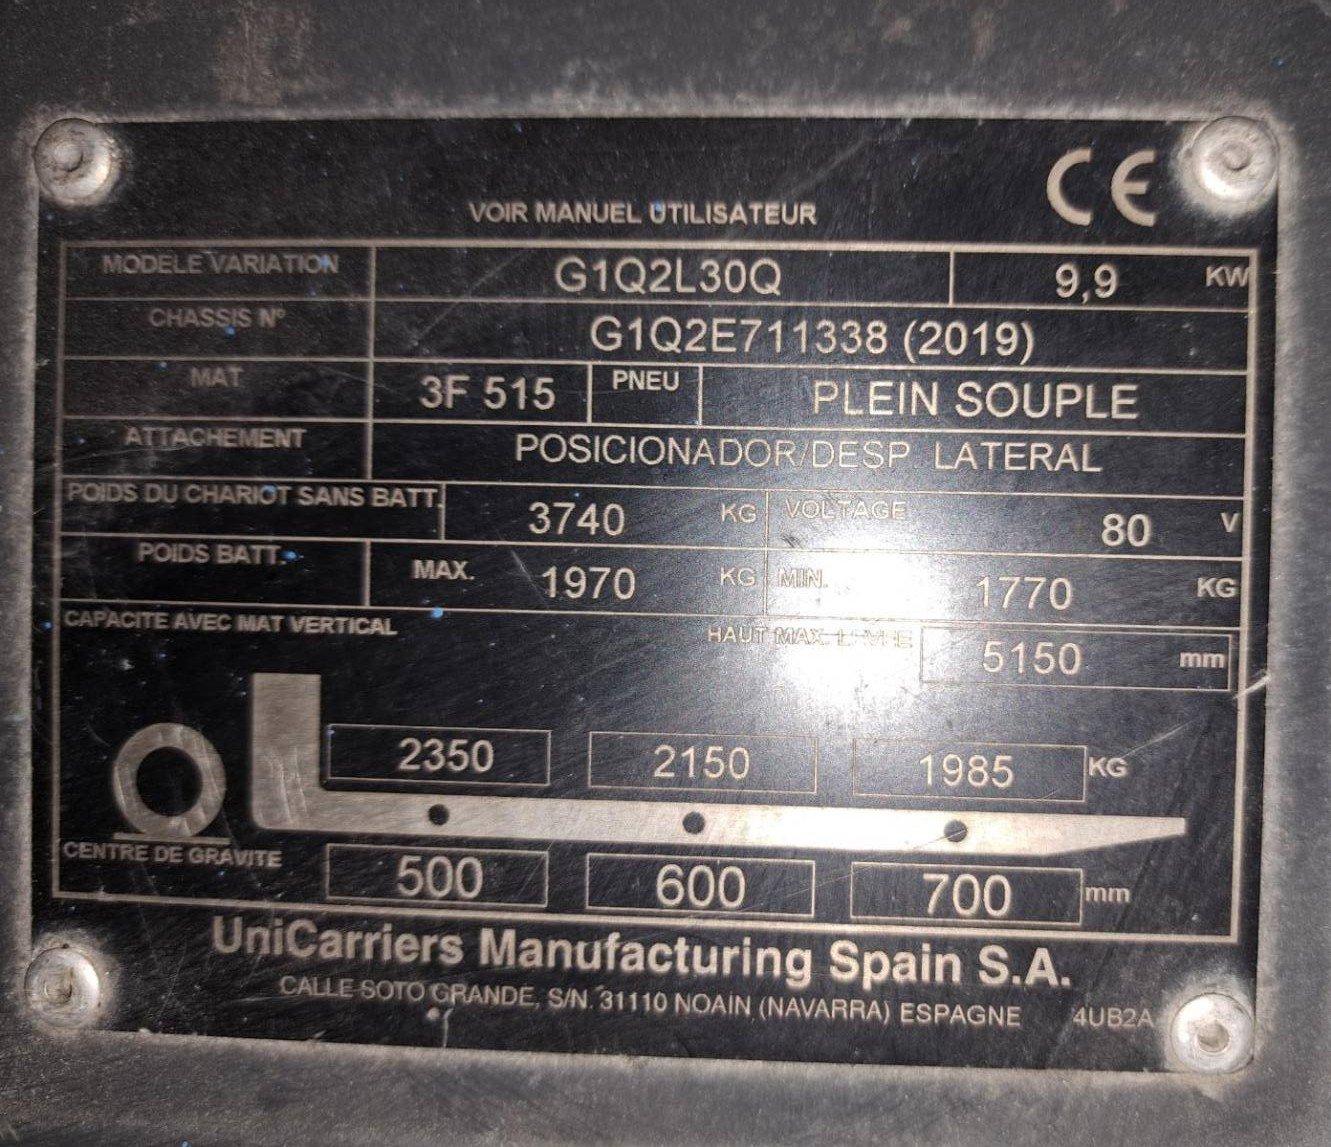 CE
VOIR MANUEL UTILISATEUR
MODELE VARIATION G1Q2L30Q 9,9 KW
CHASSIS Nº G1Q2E711338 (2019)
MAT 3F 515 PNEU PLEIN SOUPLE
ATTACHEMENT POSICIONADOR/DESP. LATERAL
POIDS DU CHARIOT SANS BATT. 3740 KG VOLTAGE 80 V
POIDS BATT. MAX. 1970 KG MIN. 1770 KG
CAPACITE AVEC MAT VERTICAL HAUT MAX. 5150 mm
2350 2150 1985 KG
CENTRE DE GRAVITE 500 600 700 mm
UniCarriers Manufacturing Spain S.A.
CALLE SOTO GRANDE, S/N. 31110 NOAIN (NAVARRA) ESPAGNE 4UB2A